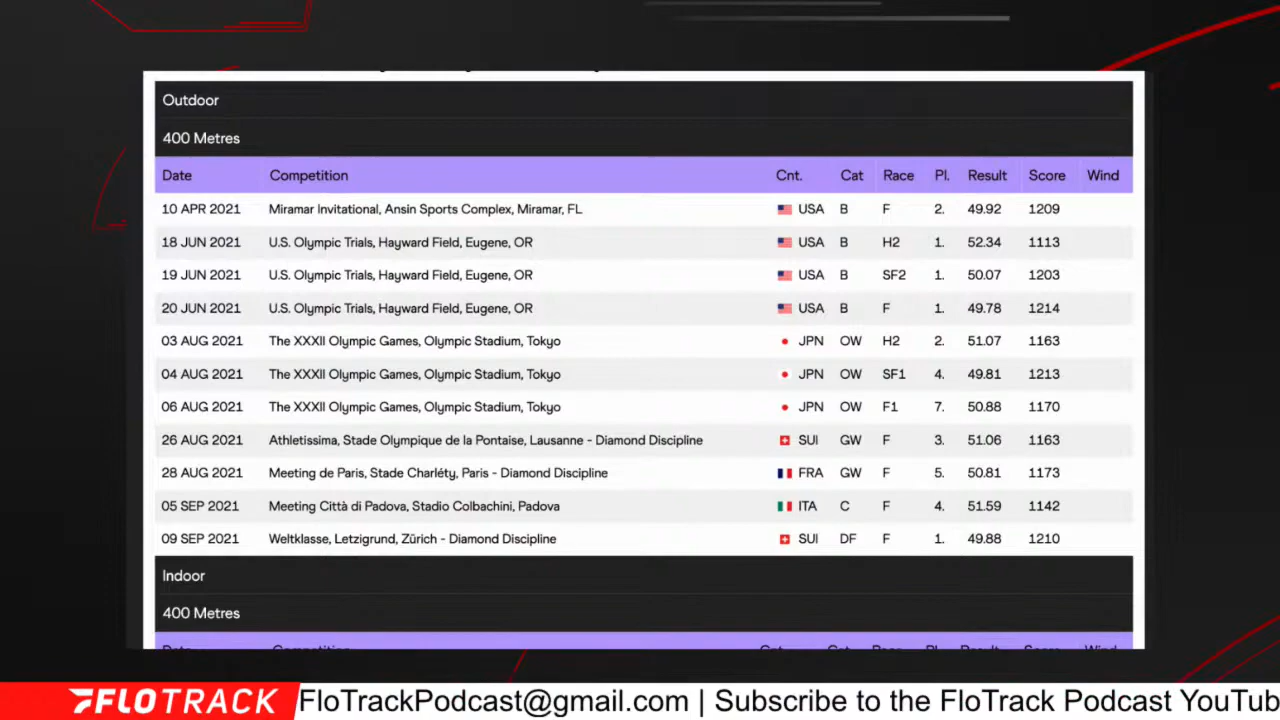 Outdoor
400 Metres
Date Competition Cnt. Cat Race Pl. Result Score Wind
10 APR 2021 Miramar Invitational, Ansin Sports Complex, Miramar, FL USA B F 2. 49.92 1209
18 JUN 2021 U.S. Olympic Trials, Hayward Field, Eugene, OR USA B H2 1. 52.34 1113
19 JUN 2021 U.S. Olympic Trials, Hayward Field, Eugene, OR USA B SF2 1. 50.07 1203
20 JUN 2021 U.S. Olympic Trials, Hayward Field, Eugene, OR USA B F 1. 49.78 1214
03 AUG 2021 The XXXII Olympic Games, Olympic Stadium, Tokyo JPN OW H2 2. 51.07 1163
04 AUG 2021 The XXXII Olympic Games, Olympic Stadium, Tokyo JPN OW SF1 4. 49.81 1213
06 AUG 2021 The XXXII Olympic Games, Olympic Stadium, Tokyo JPN OW F1 7. 50.88 1170
26 AUG 2021 Athletissima, Stade Olympique de la Pontaise, Lausanne - Diamond Discipline SUI GW F 3. 51.06 1163
28 AUG 2021 Meeting de Paris, Stade Charléty, Paris - Diamond Discipline FRA GW F 5. 50.81 1173
05 SEP 2021 Meeting Città di Padova, Stadio Colbachini, Padova ITA C F 4. 51.59 1142
09 SEP 2021 Weltklasse, Letzigrund, Zürich - Diamond Discipline SUI DF F 1. 49.88 1210
Indoor
400 Metres
Date Competition Cnt. Cat Race Pl. Result Score Wind
FLOTRACK FloTrackPodcast@gmail.com | Subscribe to the FloTrack Podcast YouTub